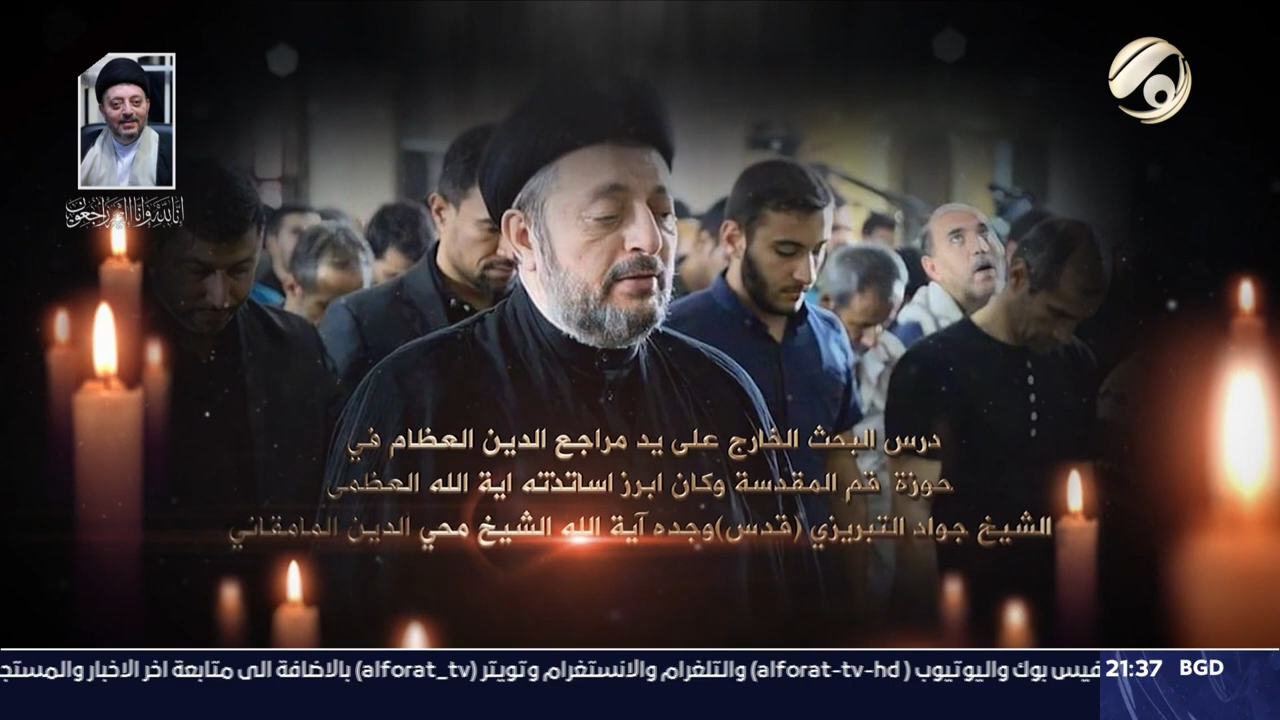 انا لله وانا اليه راجعون
درس البحث الخارج على يد مراجع الدين العظام في
حوزة قم المقدسة وكان ابرز اساتذته اية الله العظمى
الشيخ جواد التبريزي (قدس)وجده آية الله الشيخ محي الدين المامقاني
فيس بوك واليوتيوب ( alforat-tv-hd) والتلغرام والانستغرام وتويتر (alforat_tv) بالاضافة الى متابعة اخر الاخبار والمستج
21:37 BGD